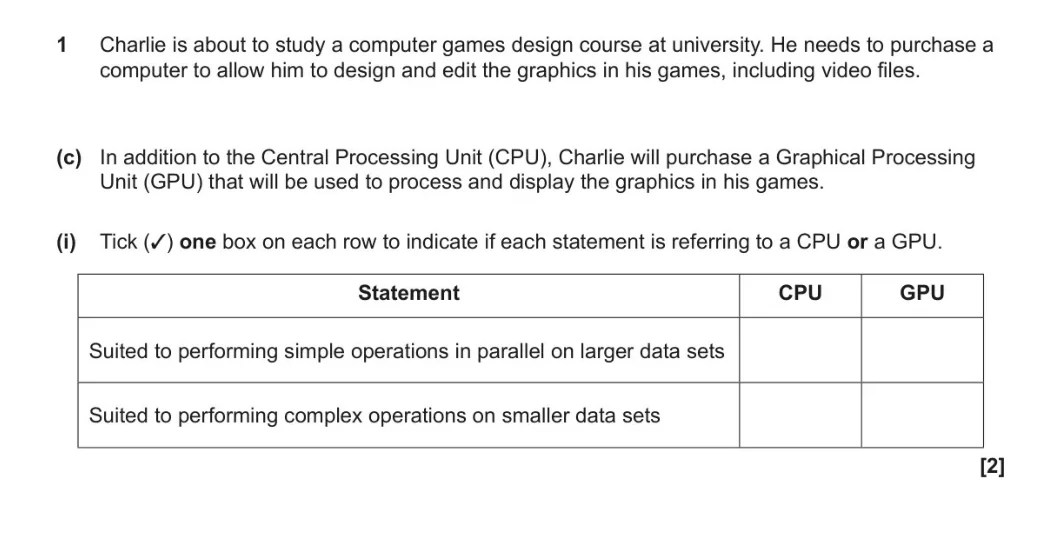 1 Charlie is about to study a computer games design course at university. He needs to purchase a
computer to allow him to design and edit the graphics in his games, including video files.
(c) In addition to the Central Processing Unit (CPU), Charlie will purchase a Graphical Processing
Unit (GPU) that will be used to process and display the graphics in his games.
(i) Tick (✓) one box on each row to indicate if each statement is referring to a CPU or a GPU.
Statement CPU GPU
Suited to performing simple operations in parallel on larger data sets
Suited to performing complex operations on smaller data sets
[2]